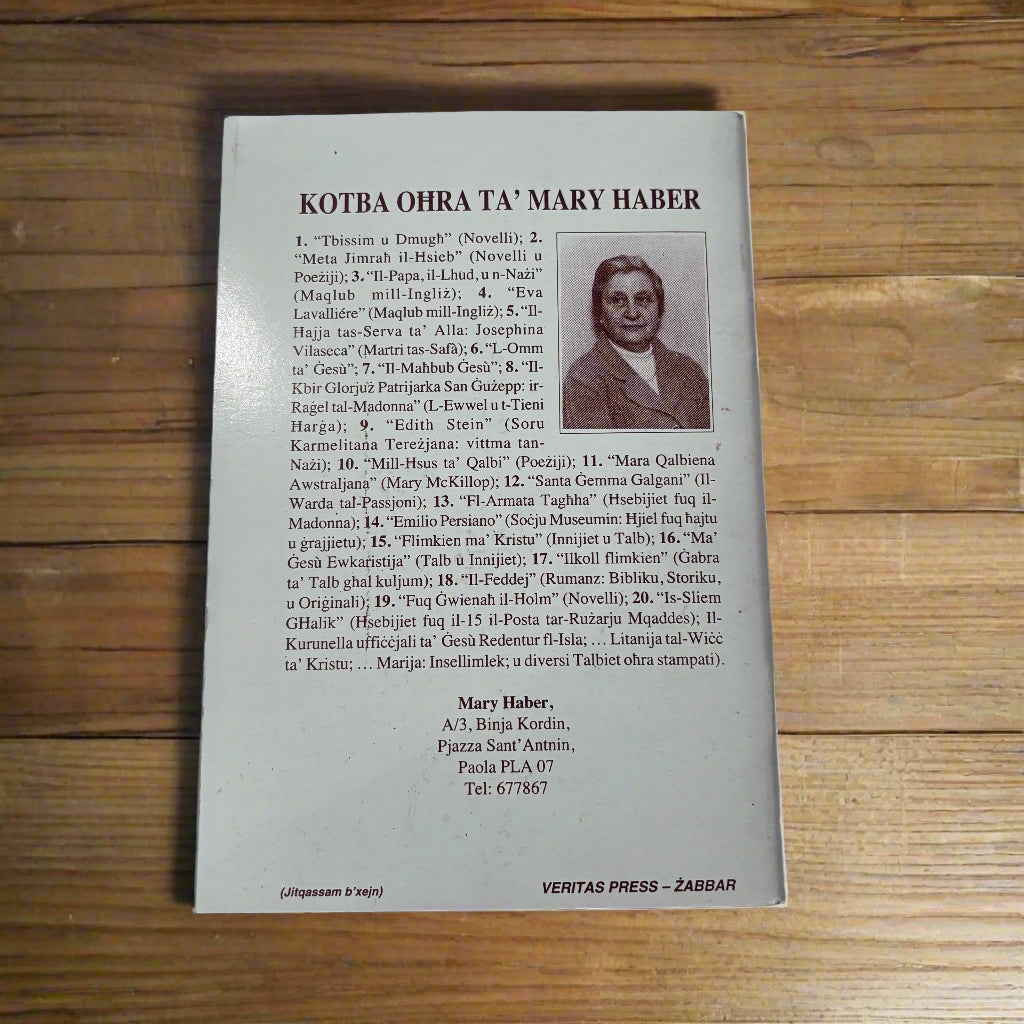 KOTBA OĦRA TA' MARY HABER
1. “Tbissim u Dmugħ” (Novelli); 2.
“Meta Jimraħ il-Hsieb” (Novelli u
Poeżiji); 3. “Il-Papa, il-Lhud, u n-Nażi”
(Maqlub mill-Ingliż); 4. “Eva
Lavalliére” (Maqlub mill-Ingliż); 5. “Il-
Ħajja tas-Serva ta' Alla: Josephina
Vilaseca” (Martri tas-Safà); 6. “L-Omm
ta' Ġesù”; 7. “Il-Maħbub Ġesù”; 8. “Il-
Kbir Glorjuż Patrijarka San Ġużepp: ir-
Raġel tal-Madonna” (L-Ewwel u t-Tieni
Ħarġa); 9. “Edith Stein” (Soru
Karmelitana Tereżjana: vittma tan-
Nażi); 10. “Mill-Ħsus ta' Qalbi” (Poeżiji); 11. “Mara Qalbiena
Awstraljana” (Mary McKillop); 12. “Santa Ġemma Galgani” (Il-
Warda tal-Passjoni); 13. “Fl-Armata Tagħha” (Ħsebijiet fuq il-
Madonna); 14. “Emilio Persiano” (Soċju Museumin: Ħjiel fuq ħajtu
u ġrajjietu); 15. “Flimkien ma' Kristu” (Innijiet u Talb); 16. “Ma'
Ġesù Ewkaristija” (Talb u Innijiet); 17. “Ilkoll flimkien” (Ġabra
ta' Talb għal kuljum); 18. “Il-Feddej” (Rumanz: Bibliku, Storiku,
u Oriġinali); 19. “Fuq Ġwienaħ il-Holm” (Novelli); 20. “Is-Sliem
GĦalik” (Ħsebijiet fuq il-15 il-Posta tar-Rużarju Mqaddes); Il-
Kurunella uffiċċjali ta' Ġesù Redentur fl-Isla; ... Litanija tal-Wiċċ
ta' Kristu; ... Marija: Insellimlek; u diversi Talbiet oħra stampati).
Mary Haber,
A/3, Binja Kordin,
Pjazza Sant'Antnin,
Paola PLA 07
Tel: 677867
(Jitqassam b'xejn)
VERITAS PRESS – ŻABBAR